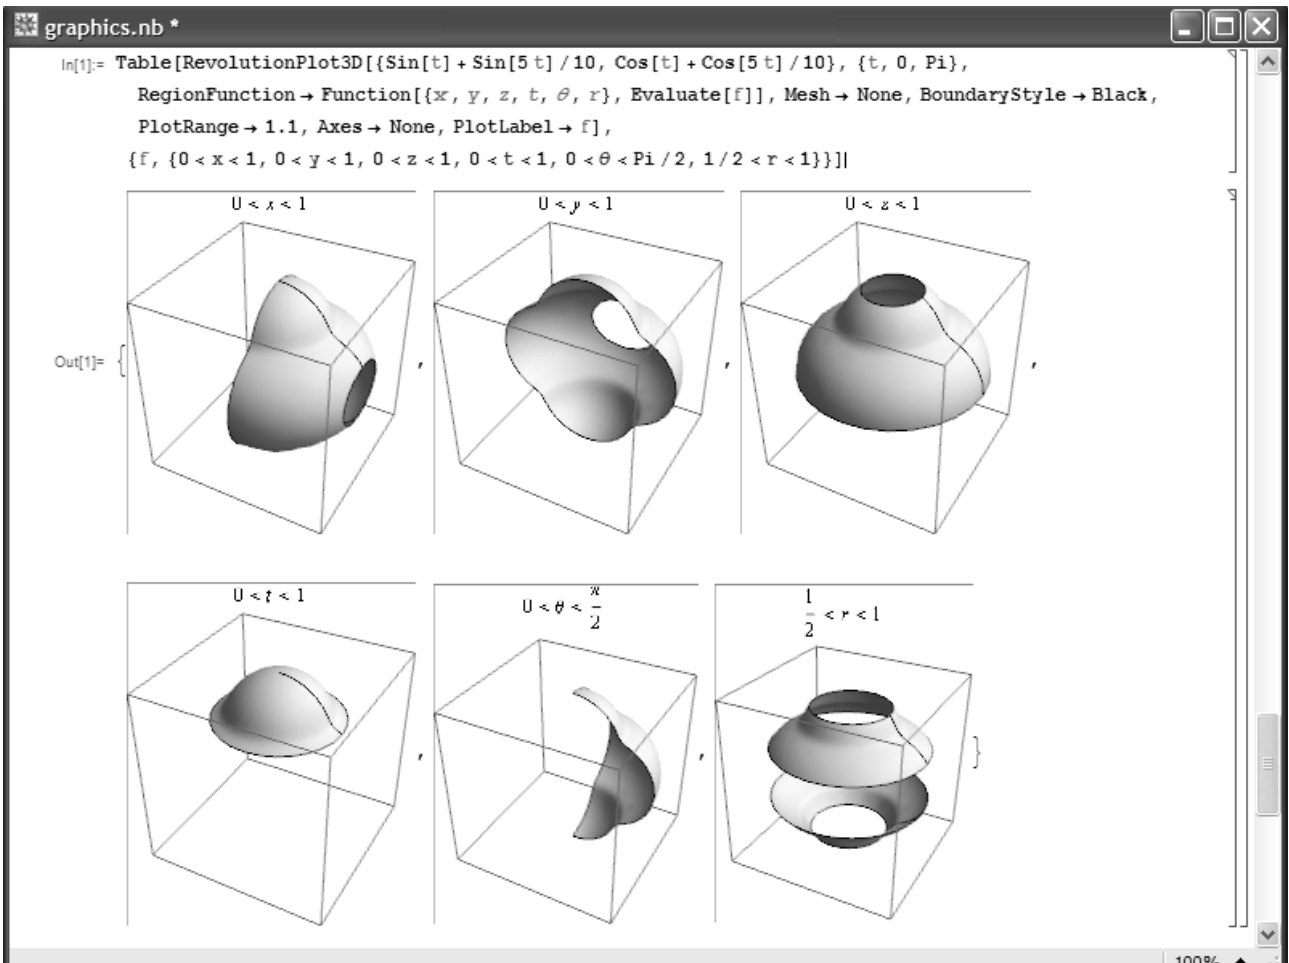 graphics.nb *
In[1]:= Table[RevolutionPlot3D[{Sin[t] + Sin[5 t] / 10, Cos[t] + Cos[5 t] / 10}, {t, 0, Pi},
RegionFunction → Function[{x, y, z, t, θ, r}, Evaluate[f]], Mesh → None, BoundaryStyle → Black,
PlotRange → 1.1, Axes → None, PlotLabel → f],
{f, {0 < x < 1, 0 < y < 1, 0 < z < 1, 0 < t < 1, 0 < θ < Pi / 2, 1 / 2 < r < 1}}]
0 < x < 1
0 < y < 1
0 < z < 1
Out[1]= { , , ,
0 < t < 1
0 < θ < π/2
1/2 < r < 1
, , }
100%